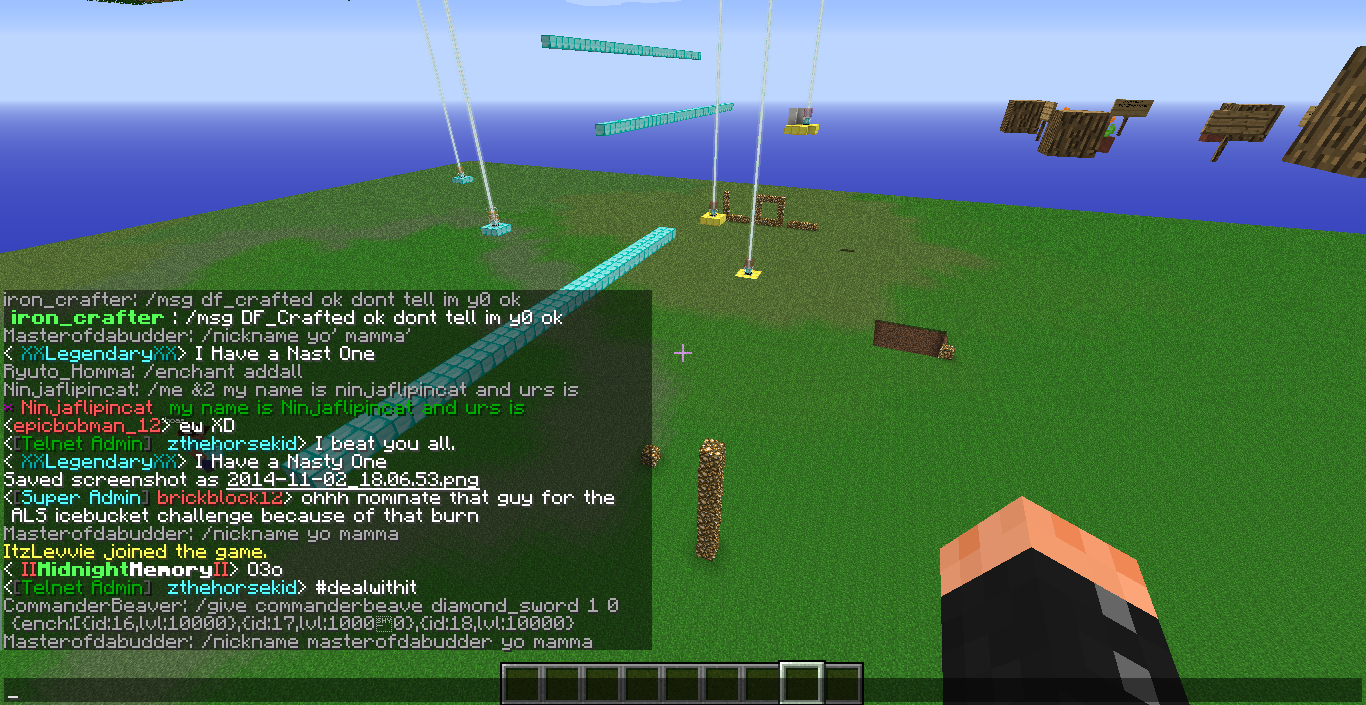 iron_crafter: /msg df_crafted ok dont tell im y0 ok
iron_crafter : /msg DF_Crafted ok dont tell im y0 ok
Masterofdabudder: /nickname yo' mamma'
< XXLegendaryXX> I Have a Nast One
Ryuto_Homma: /enchant addall
Ninjaflipincat: /me &2 my name is ninjaflipincat and urs is
* Ninjaflipincat my name is Ninjaflipincat and urs is
<epicbobman_12> ew XD
<[Telnet Admin] zthehorsekid> I beat you all.
< XXLegendaryXX> I Have a Nasty One
Saved screenshot as 2014-11-02_18.06.53.png
<[Super Admin] brickblock12> ohhh nominate that guy for the
ALS icebucket challenge because of that burn
Masterofdabudder: /nickname yo mamma
ItzLevvie joined the game.
< IIMidnightMemoryII> O3o
<[Telnet Admin] zthehorsekid> #dealwithit
CommanderBeaver: /give commanderbeave diamond_sword 1 0
{ench:[{id:16,lvl:10000},{id:17,lvl:1000 0},{id:18,lvl:10000}
Masterofdabudder: /nickname masterofdabudder yo mamma
_